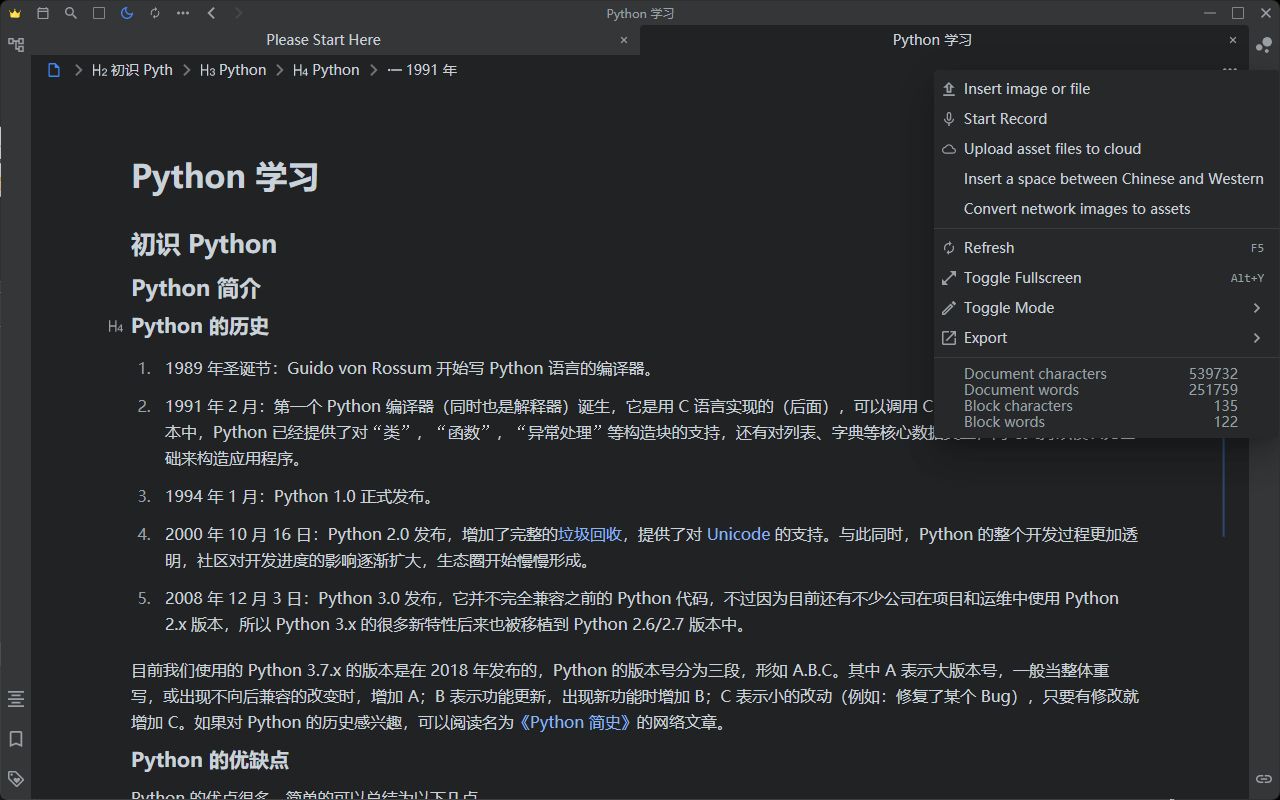 Python 学习
Please Start Here
Python 学习
H2 初识 Pyth
H3 Python
H4 Python
1991 年
Insert image or file
Start Record
Upload asset files to cloud
Insert a space between Chinese and Western
Convert network images to assets
Refresh F5
Toggle Fullscreen Alt+Y
Toggle Mode
Export
Document characters 539732
Document words 251759
Block characters 135
Block words 122
Python 学习
初识 Python
Python 简介
H4 Python 的历史
1. 1989 年圣诞节：Guido von Rossum 开始写 Python 语言的编译器。
2. 1991 年 2 月：第一个 Python 编译器（同时也是解释器）诞生，它是用 C 语言实现的（后面），可以调用 C
本中，Python 已经提供了对“类”，“函数”，“异常处理”等构造块的支持，还有对列表、字典等核心数据
础来构造应用程序。
3. 1994 年 1 月：Python 1.0 正式发布。
4. 2000 年 10 月 16 日：Python 2.0 发布，增加了完整的垃圾回收，提供了对 Unicode 的支持。与此同时，Python 的整个开发过程更加透
明，社区对开发进度的影响逐渐扩大，生态圈开始慢慢形成。
5. 2008 年 12 月 3 日：Python 3.0 发布，它并不完全兼容之前的 Python 代码，不过因为目前还有不少公司在项目和运维中使用 Python
2.x 版本，所以 Python 3.x 的很多新特性后来也被移植到 Python 2.6/2.7 版本中。
目前我们使用的 Python 3.7.x 的版本是在 2018 年发布的，Python 的版本号分为三段，形如 A.B.C。其中 A 表示大版本号，一般当整体重
写，或出现不向后兼容的改变时，增加 A；B 表示功能更新，出现新功能时增加 B；C 表示小的改动（例如：修复了某个 Bug），只要有修改就
增加 C。如果对 Python 的历史感兴趣，可以阅读名为《Python 简史》的网络文章。
Python 的优缺点
Python 的优点很多，简单的可以总结为以下几点